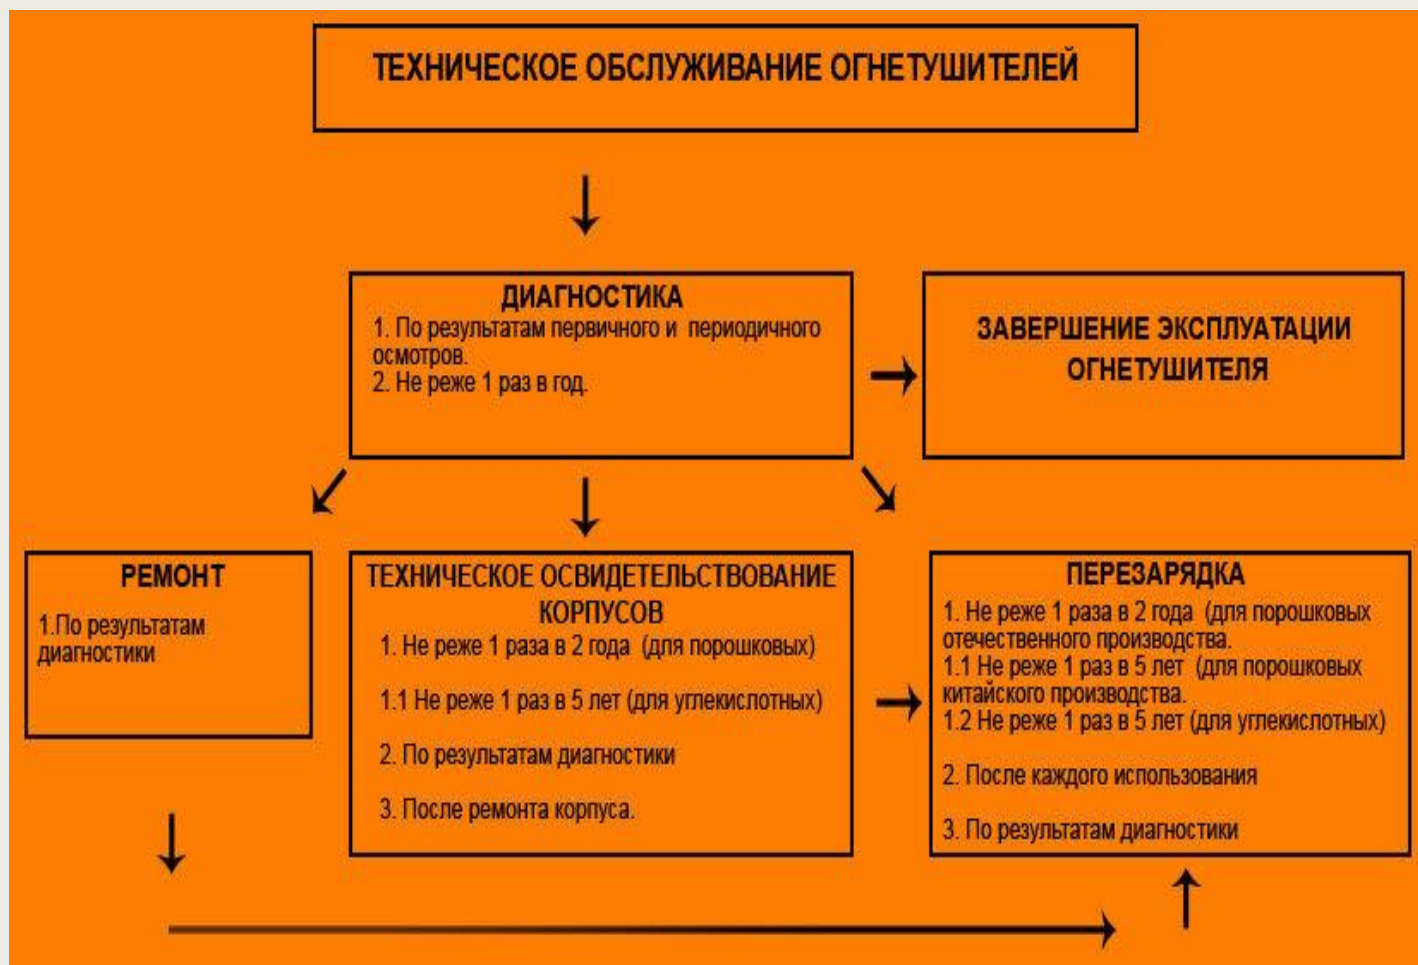 ТЕХНИЧЕСКОЕ ОБСЛУЖИВАНИЕ ОГНЕТУШИТЕЛЕЙ
ДИАГНОСТИКА
1. По результатам первичного и периодичного
осмотров.
2. Не реже 1 раз в год.
ЗАВЕРШЕНИЕ ЭКСПЛУАТАЦИИ
ОГНЕТУШИТЕЛЯ
РЕМОНТ
1.По результатам
диагностики
ТЕХНИЧЕСКОЕ ОСВИДЕТЕЛЬСТВОВАНИЕ
КОРПУСОВ
1. Не реже 1 раза в 2 года (для порошковых)
1.1 Не реже 1 раз в 5 лет (для углекислотных)
2. По результатам диагностики
3. После ремонта корпуса.
ПЕРЕЗАРЯДКА
1. Не реже 1 раза в 2 года (для порошковых
отечественного производства.
1.1 Не реже 1 раз в 5 лет (для порошковых
китайского производства.
1.2 Не реже 1 раз в 5 лет (для углекислотных)
2. После каждого использования
3. По результатам диагностики